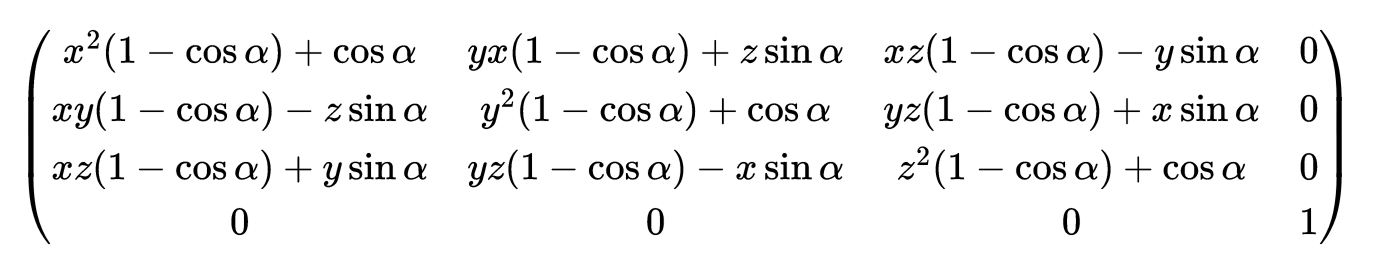 x²(1 − cos α) + cos α   yx(1 − cos α) + z sin α   xz(1 − cos α) − y sin α   0
xy(1 − cos α) − z sin α   y²(1 − cos α) + cos α   yz(1 − cos α) + x sin α   0
xz(1 − cos α) + y sin α   yz(1 − cos α) − x sin α   z²(1 − cos α) + cos α   0
0   0   0   1